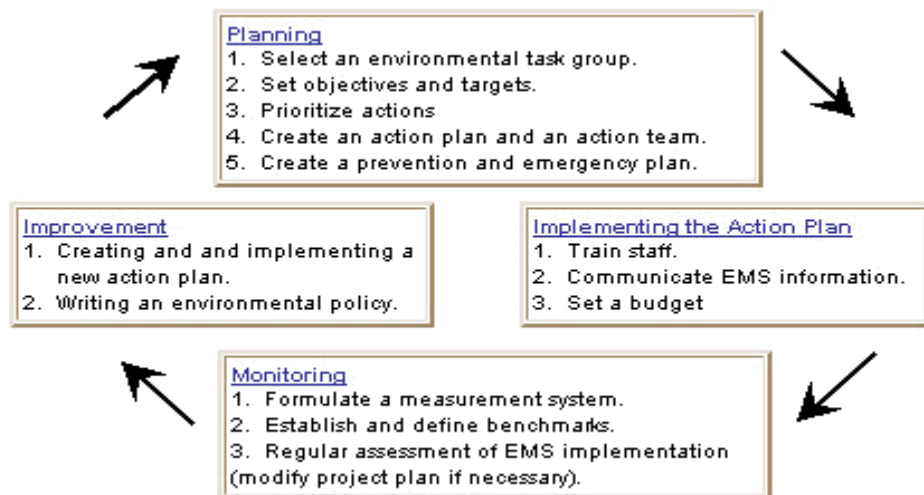 Planning
1. Select an environmental task group.
2. Set objectives and targets.
3. Prioritize actions
4. Create an action plan and an action team.
5. Create a prevention and emergency plan.
Improvement
1. Creating and and implementing a
new action plan.
2. Writing an environmental policy.
Implementing the Action Plan
1. Train staff.
2. Communicate EMS information.
3. Set a budget
Monitoring
1. Formulate a measurement system.
2. Establish and define benchmarks.
3. Regular assessment of EMS implementation
(modify project plan if necessary).